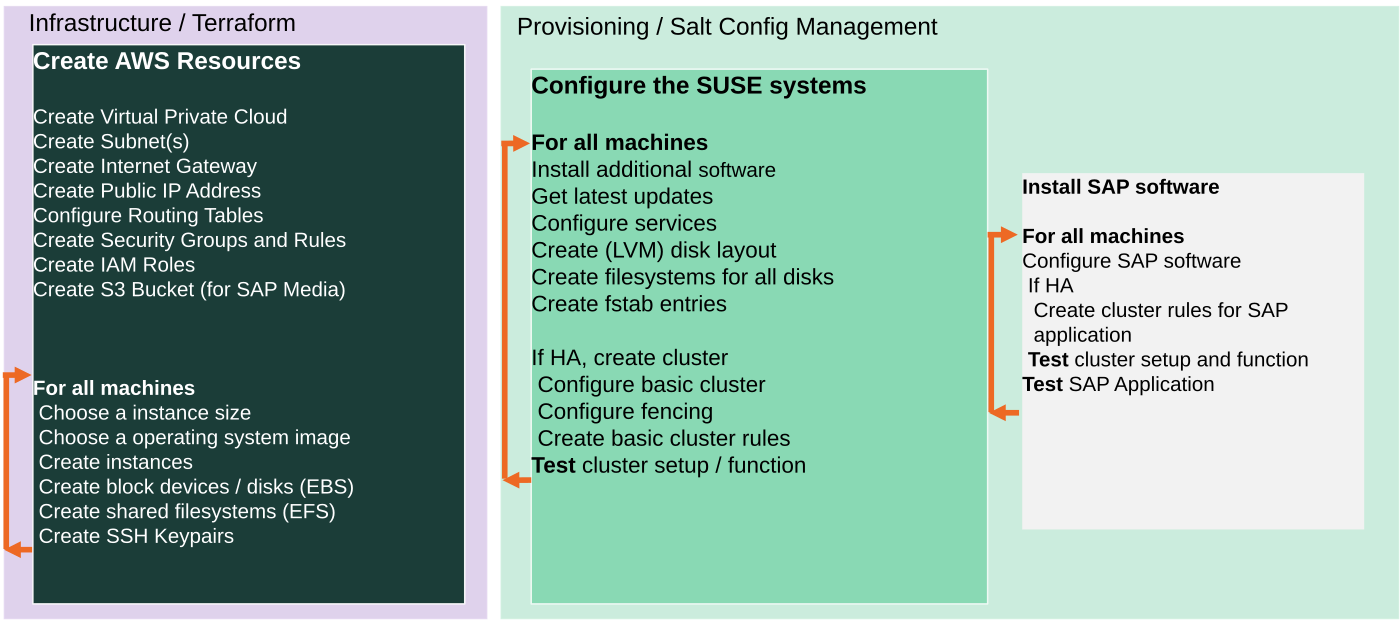 Infrastructure / Terraform
Create AWS Resources
Create Virtual Private Cloud
Create Subnet(s)
Create Internet Gateway
Create Public IP Address
Configure Routing Tables
Create Security Groups and Rules
Create IAM Roles
Create S3 Bucket (for SAP Media)
For all machines
Choose a instance size
Choose a operating system image
Create instances
Create block devices / disks (EBS)
Create shared filesystems (EFS)
Create SSH Keypairs
Provisioning / Salt Config Management
Configure the SUSE systems
For all machines
Install additional software
Get latest updates
Configure services
Create (LVM) disk layout
Create filesystems for all disks
Create fstab entries
If HA, create cluster
Configure basic cluster
Configure fencing
Create basic cluster rules
Test cluster setup / function
Install SAP software
For all machines
Configure SAP software
If HA
Create cluster rules for SAP
application
Test cluster setup and function
Test SAP Application